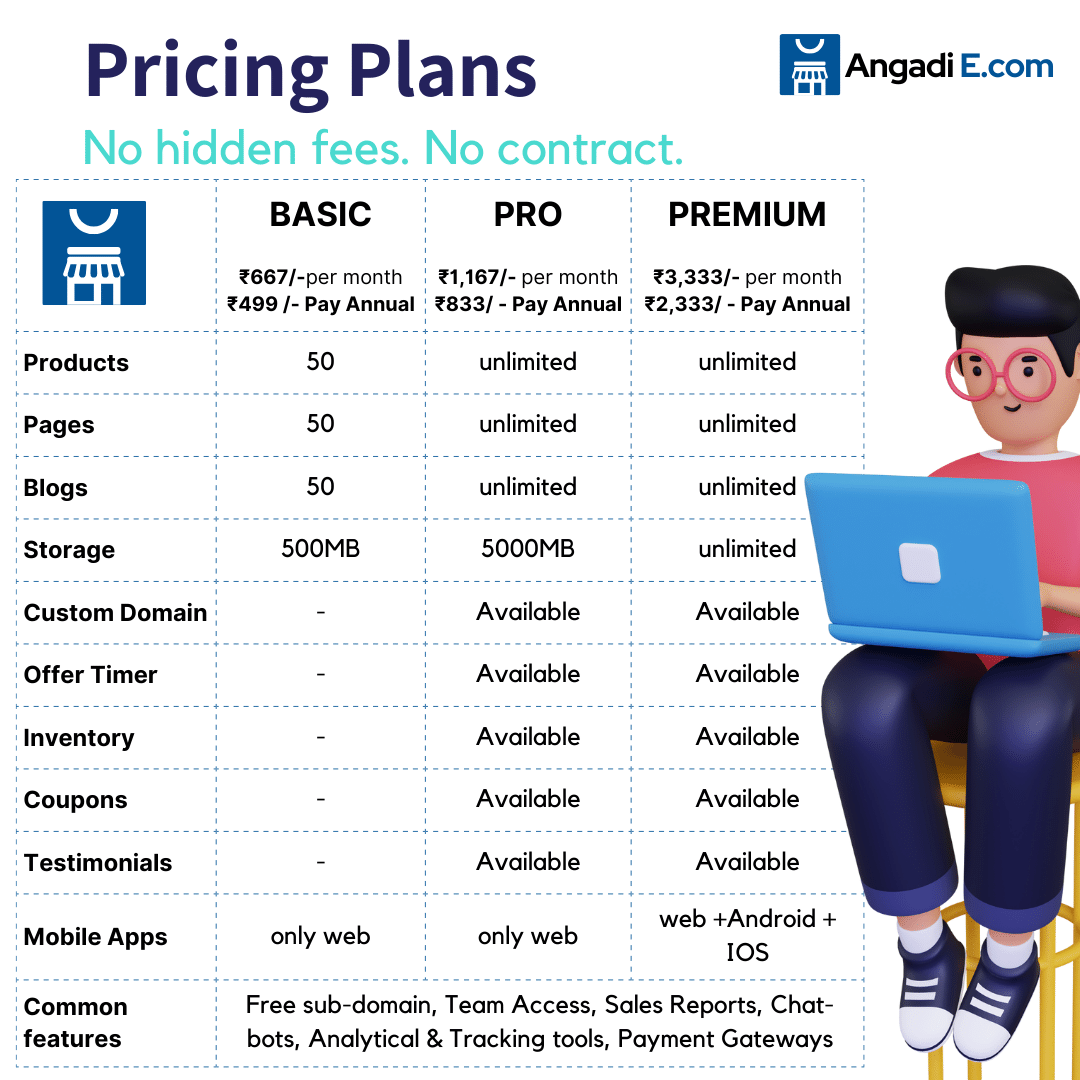 Pricing Plans
Angadi E.com
No hidden fees. No contract.
BASIC PRO PREMIUM
₹667/-per month ₹1,167/- per month ₹3,333/- per month
₹499 /- Pay Annual ₹833/ - Pay Annual ₹2,333/ - Pay Annual
Products 50 unlimited unlimited
Pages 50 unlimited unlimited
Blogs 50 unlimited unlimited
Storage 500MB 5000MB unlimited
Custom Domain - Available Available
Offer Timer - Available Available
Inventory - Available Available
Coupons - Available Available
Testimonials - Available Available
Mobile Apps only web only web web +Android +
IOS
Common Free sub-domain, Team Access, Sales Reports, Chat-
features bots, Analytical & Tracking tools, Payment Gateways